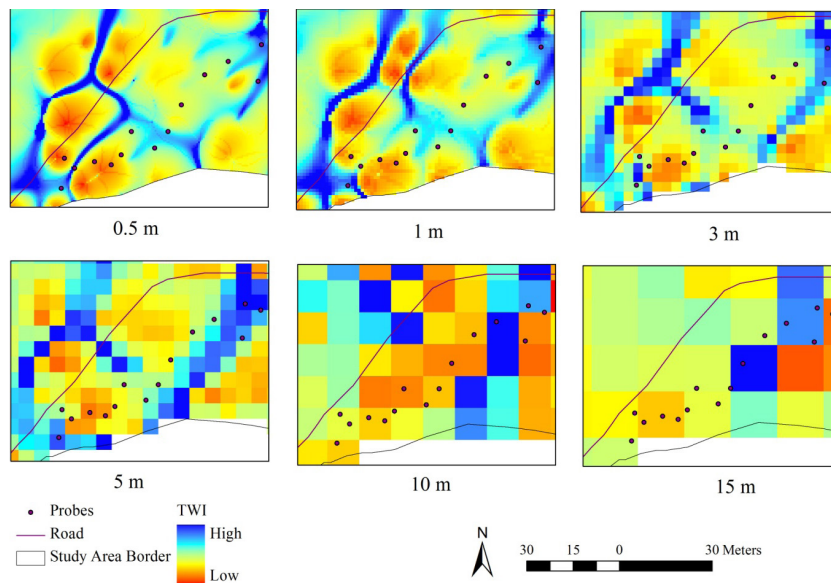 0.5 m
1 m
3 m
5 m
10 m
15 m
Probes
Road
Study Area Border
TWI
High
Low
N
30 15 0 30 Meters